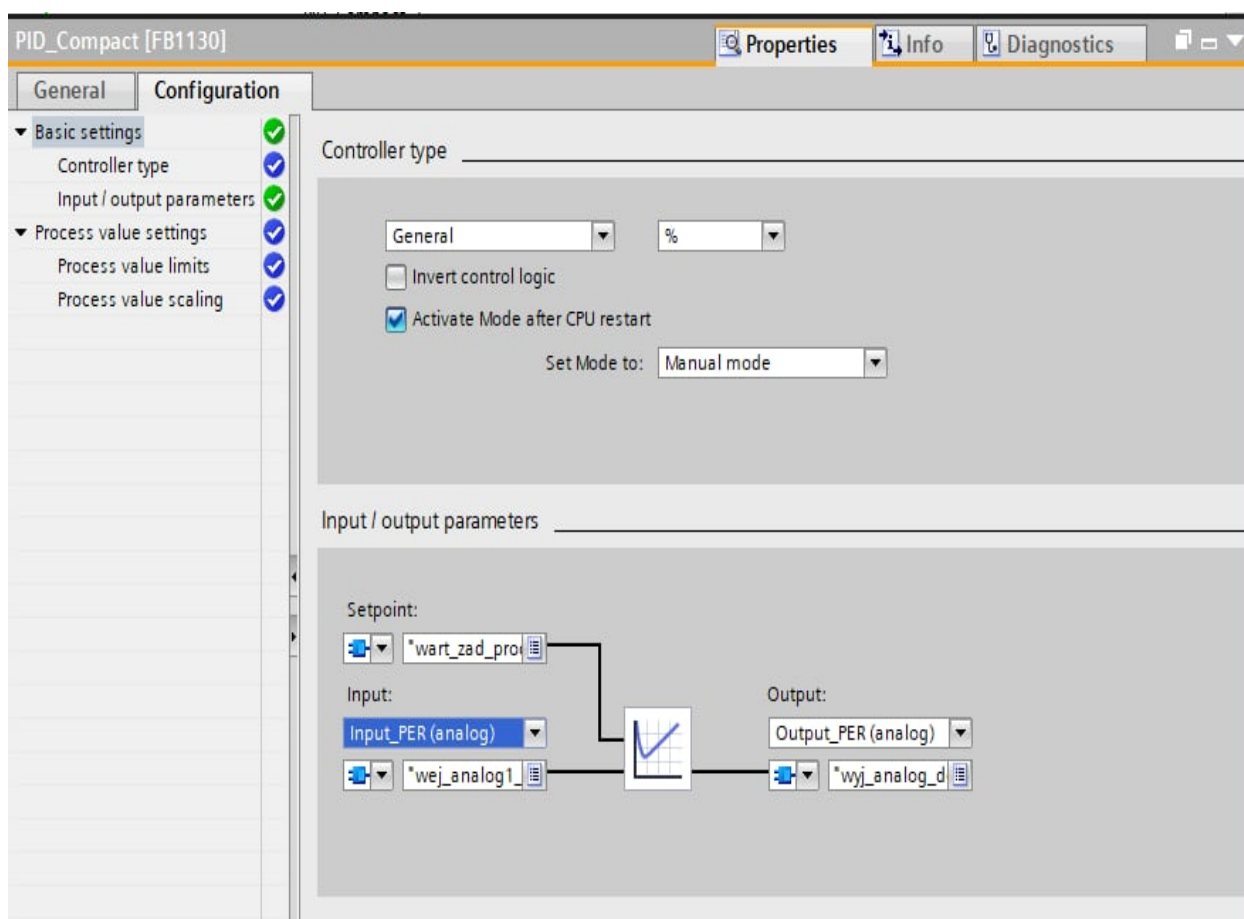 PID_Compact [FB1130]
Properties
Info
Diagnostics
General
Configuration
Basic settings
Controller type
Input / output parameters
Process value settings
Process value limits
Process value scaling
Controller type
General
%
Invert control logic
Activate Mode after CPU restart
Set Mode to:
Manual mode
Input / output parameters
Setpoint:
"wart_zad_pro
Input:
Input_PER (analog)
"wej_analog1_
Output:
Output_PER (analog)
"wyj_analog_d